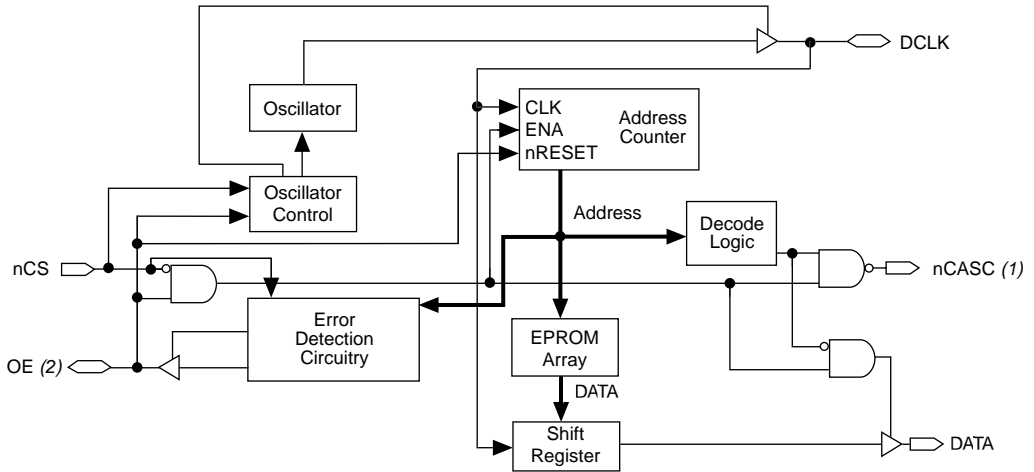 DCLK
Oscillator
CLK
ENA
nRESET
Address
Counter
Oscillator
Control
Address
Decode
Logic
nCS
nCASC (1)
Error
Detection
Circuitry
EPROM
Array
OE (2)
DATA
Shift
Register
DATA